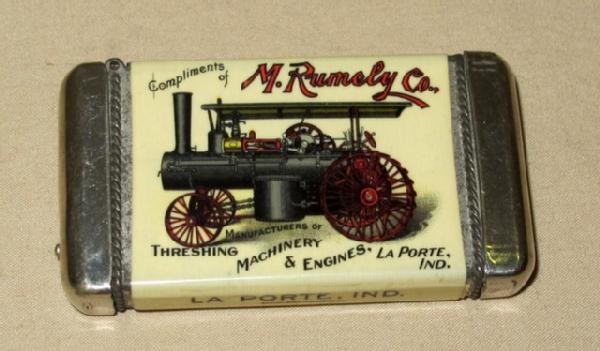 Compliments of
M. Rumely Co.,
MANUFACTURERS OF
THRESHING MACHINERY & ENGINES. LA PORTE, IND.
LA PORTE, IND.